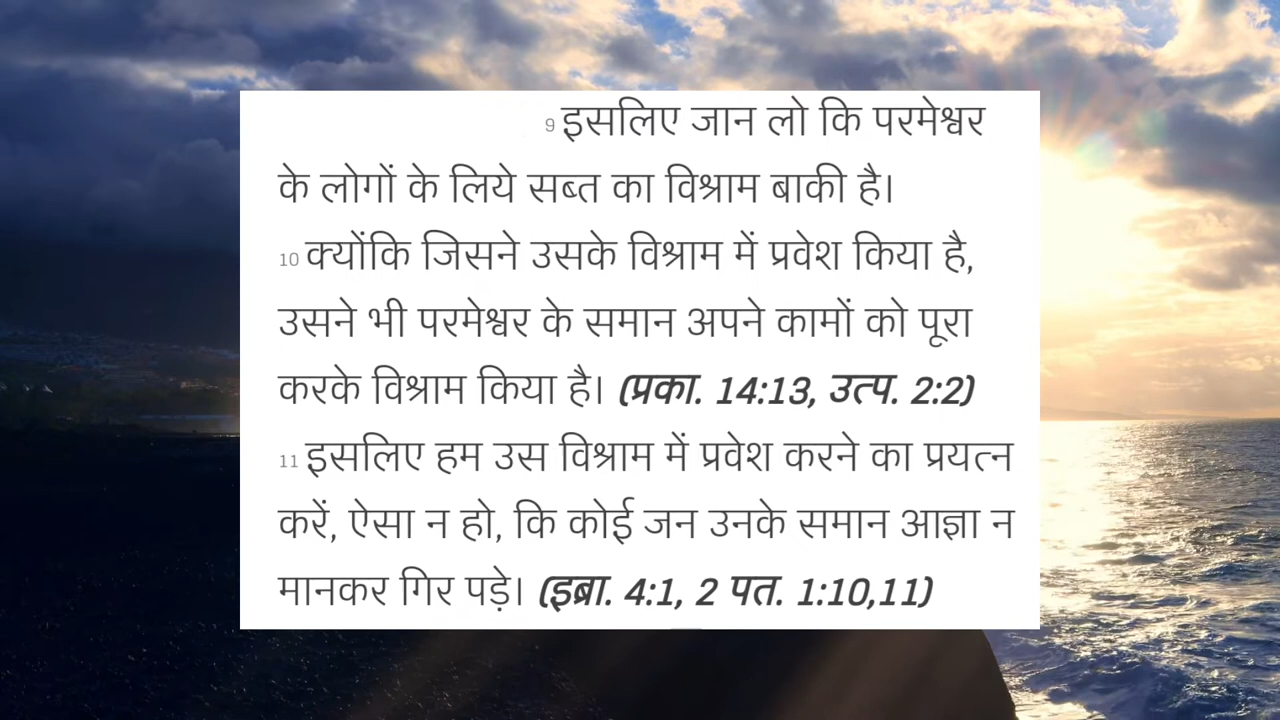 9 इसलिए जान लो कि परमेश्वर
के लोगों के लिये सब्त का विश्राम बाकी है।
10 क्योंकि जिसने उसके विश्राम में प्रवेश किया है,
उसने भी परमेश्वर के समान अपने कामों को पूरा
करके विश्राम किया है। (प्रका. 14:13, उत्प. 2:2)
11 इसलिए हम उस विश्राम में प्रवेश करने का प्रयत्न
करें, ऐसा न हो, कि कोई जन उनके समान आज्ञा न
मानकर गिर पड़े। (इब्रा. 4:1, 2 पत. 1:10,11)